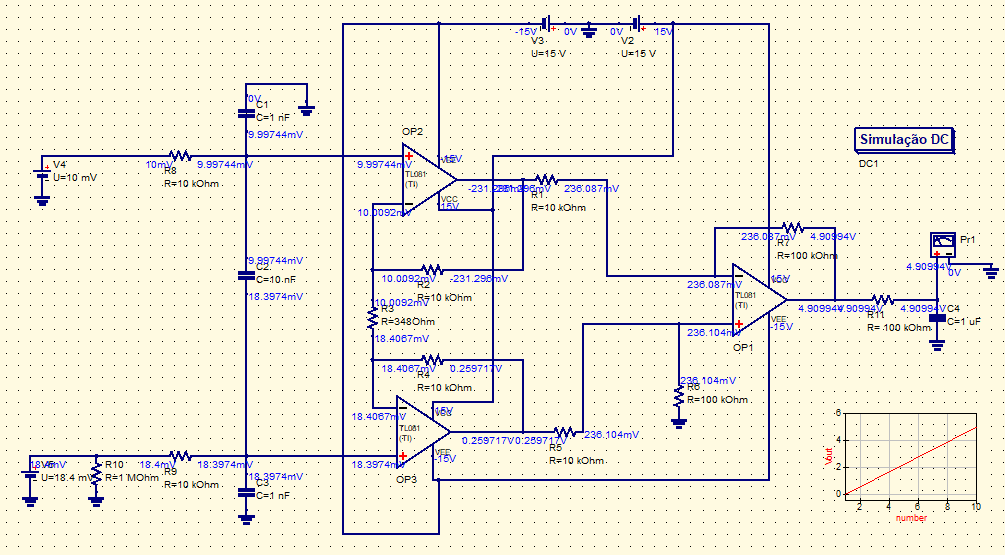 -15V
0V
0V
15V
V3
U=15 V
V2
U=15 V
0V
C1
C=1 nF
9.99744mV
OP2
Simulação DC
DC1
V4
U=10 mV
10mV
9.99744mV
R8
R=10 kOhm
9.99744mV
TL081
(TI)
-15V
VCC
15V
10.0092mV
236.087mV
R1
R=10 kOhm
236.087mV
4.90994V
R7
R=100 kOhm
Pr1
4.90994V
0V
9.99744mV
C2
C=10 nF
18.3974mV
10.0092mV
-231.296mV
R2
R=10 kOhm
10.0092mV
R3
R=348Ohm
18.4067mV
236.087mV
15V
TL081
(TI)
VEE
-15V
236.104mV
OP1
4.90994V
4.90994V
4.90994V
R11
R= 100 kOhm
C4
C=1 uF
18.4067mV
0.259717V
R4
R=10 kOhm
236.104mV
R6
R=100 kOhm
18.4067mV
15V
TL081
(TI)
VEE
-15V
0.259717V
0.259717V
236.104mV
R5
R=10 kOhm
18.3974mV
OP3
U=18.4 mV
R10
R=1 MOhm
18.4mV
18.3974mV
R9
R=10 kOhm
18.3974mV
C3
C=1 nF
6
4
2
0
Vout
2
4
6
8
10
number